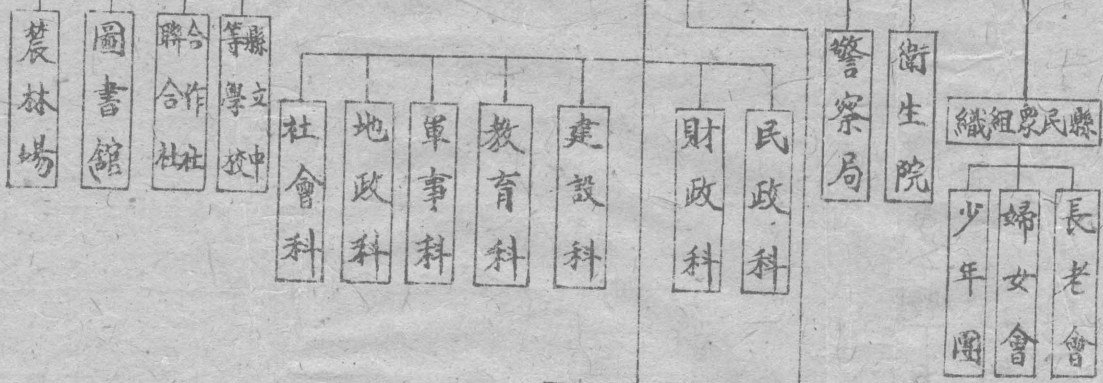 縣民眾組織
長老會
婦女會
少年團
衛生院
警察局
民政科
財政科
建設科
教育科
軍事科
地政科
社會科
縣立中
等學校
合作社
聯合社
圖書館
農林場